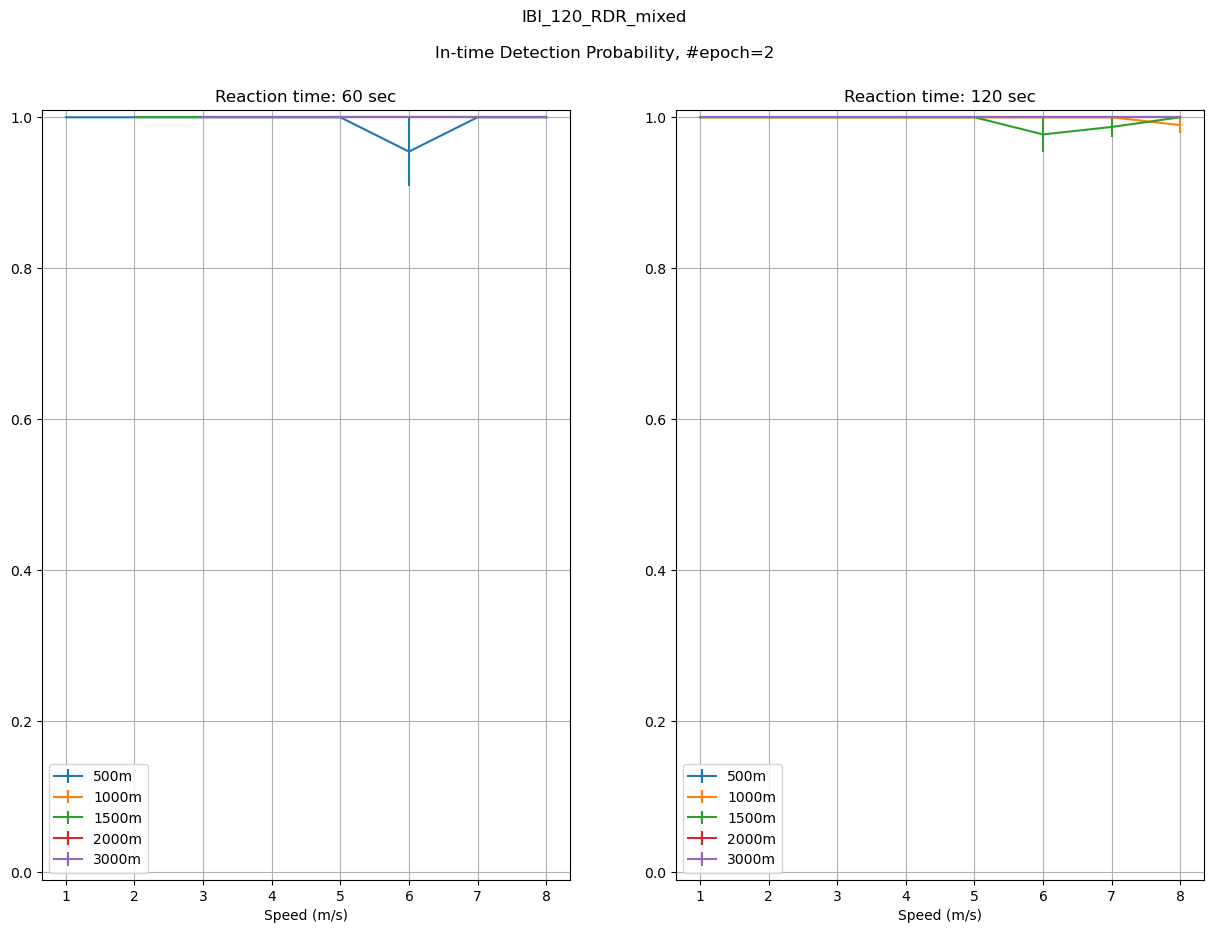 IBI_120_RDR_mixed
In-time Detection Probability, #epoch=2
Reaction time: 60 sec
1.0
0.8
0.6
0.4
0.2
0.0
500m
1000m
1500m
2000m
3000m
1 2 3 4 5 6 7 8
Speed (m/s)
Reaction time: 120 sec
1.0
0.8
0.6
0.4
0.2
0.0
500m
1000m
1500m
2000m
3000m
1 2 3 4 5 6 7 8
Speed (m/s)